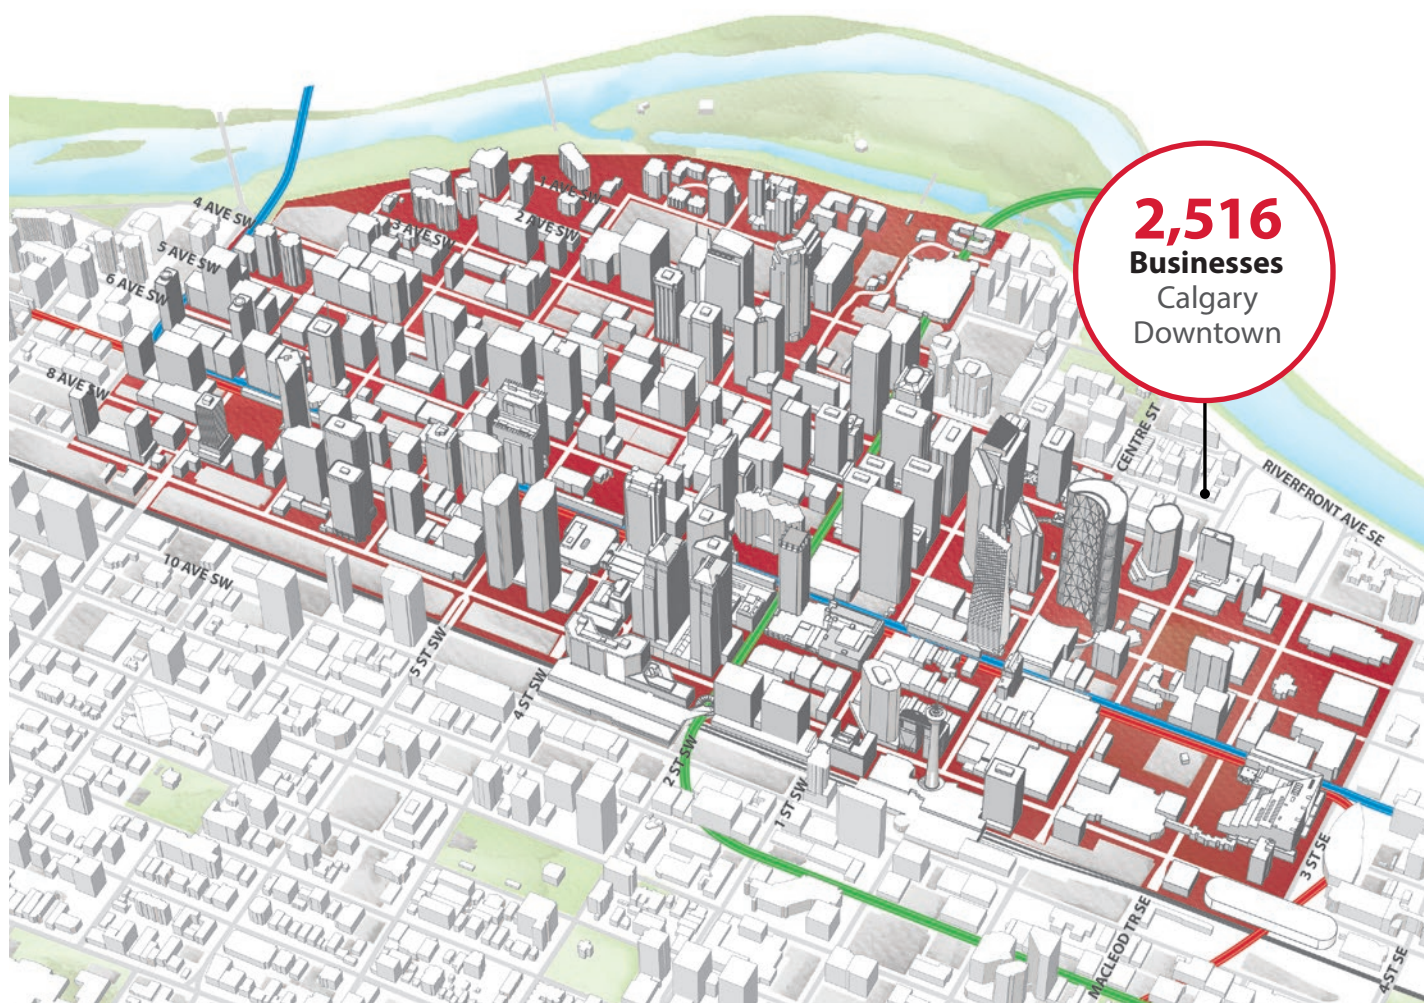 1 AVE SW
2 AVE SW
3 AVE SW
4 AVE SW
5 AVE SW
6 AVE SW
8 AVE SW
10 AVE SW
5 ST SW
4 ST SW
2 ST SW
1 ST SW
MACLEOD TR SE
3 ST SE
4 ST SE
CENTRE ST
RIVERFRONT AVE SE
2,516
Businesses
Calgary
Downtown